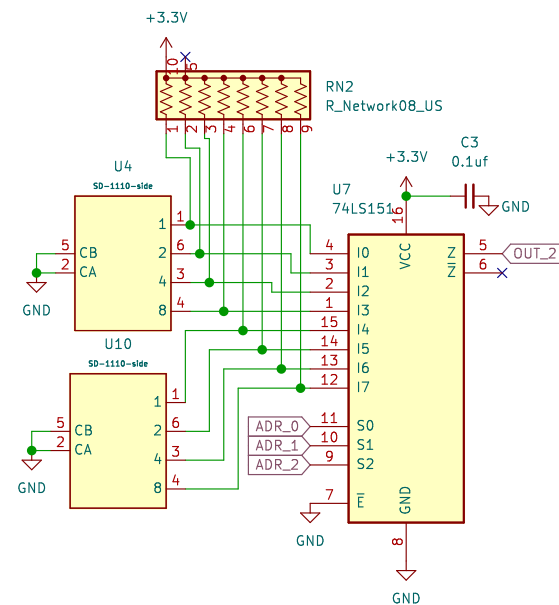 +3.3V
10
5
RN2
R_Network08_US
1 2 3 4 5 6 7 8 9
C3
0.1uf
+3.3V
GND
U4
SD-1110-side
1 1
5 CB 2 6
2 CA 4 3
8 4
GND
U10
SD-1110-side
1 1
5 CB 2 6
2 CA 4 3
8 4
GND
U7
74LS151
16
VCC
4 I0 Z 5 OUT_2
3 I1 Z 6
2 I2
1 I3
15 I4
14 I5
13 I6
12 I7
ADR_0 11 S0
ADR_1 10 S1
ADR_2 9 S2
7 E
GND
GND
8
GND